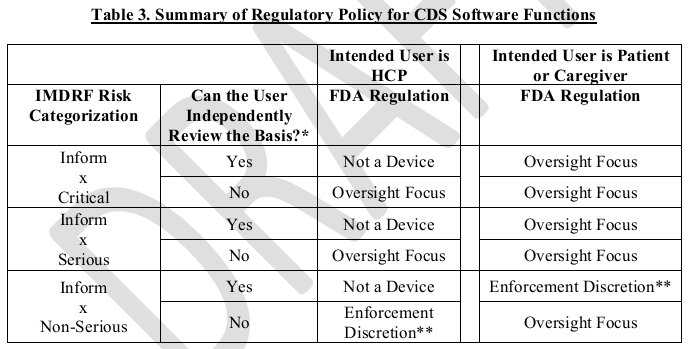 Table 3. Summary of Regulatory Policy for CDS Software Functions
Intended User is HCP
Intended User is Patient or Caregiver
IMDRF Risk Categorization
Can the User Independently Review the Basis?*
FDA Regulation
FDA Regulation
Inform x Critical
Yes
Not a Device
Oversight Focus
No
Oversight Focus
Oversight Focus
Inform x Serious
Yes
Not a Device
Oversight Focus
No
Oversight Focus
Oversight Focus
Inform x Non-Serious
Yes
Not a Device
Enforcement Discretion**
No
Enforcement Discretion**
Oversight Focus
DRAFT